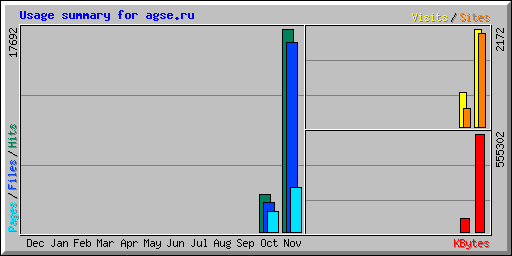 Usage summary for agse.ru
Visits/Sites
17692
2172
Pages/Files/Hits
555302
Dec Jan Feb Mar Apr May Jun Jul Aug Sep Oct Nov
KBytes